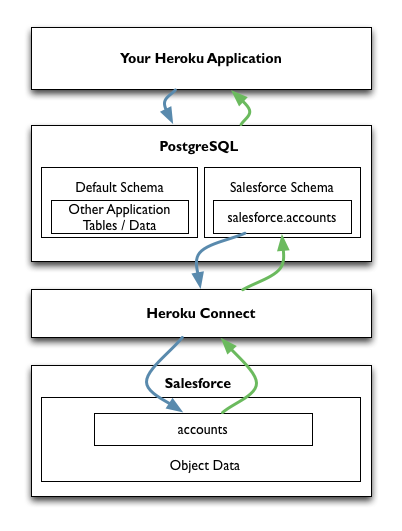 Your Heroku Application
PostgreSQL
Default Schema
Other Application
Tables / Data
Salesforce Schema
salesforce.accounts
Heroku Connect
Salesforce
accounts
Object Data